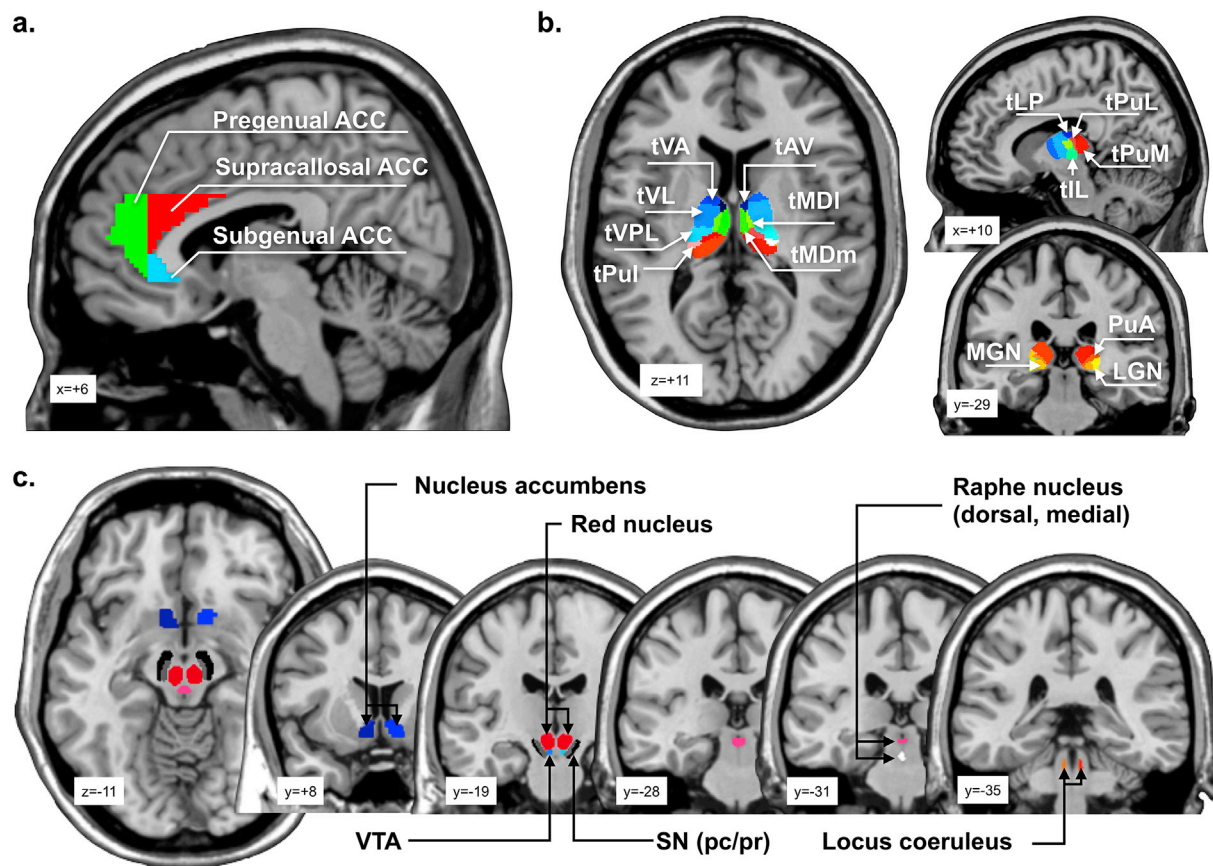 a.
Pregenual ACC
Supracallosal ACC
Subgenual ACC
x=+6
b.
tVA
tAV
tVL
tMDl
tVPL
tMDm
tPuI
z=+11
tLP
tPuL
tPuM
tIL
x=+10
PuA
MGN
LGN
y=-29
c.
Nucleus accumbens
Red nucleus
Raphe nucleus
(dorsal, medial)
z=-11
y=+8
y=-19
y=-28
y=-31
y=-35
VTA
SN (pc/pr)
Locus coeruleus